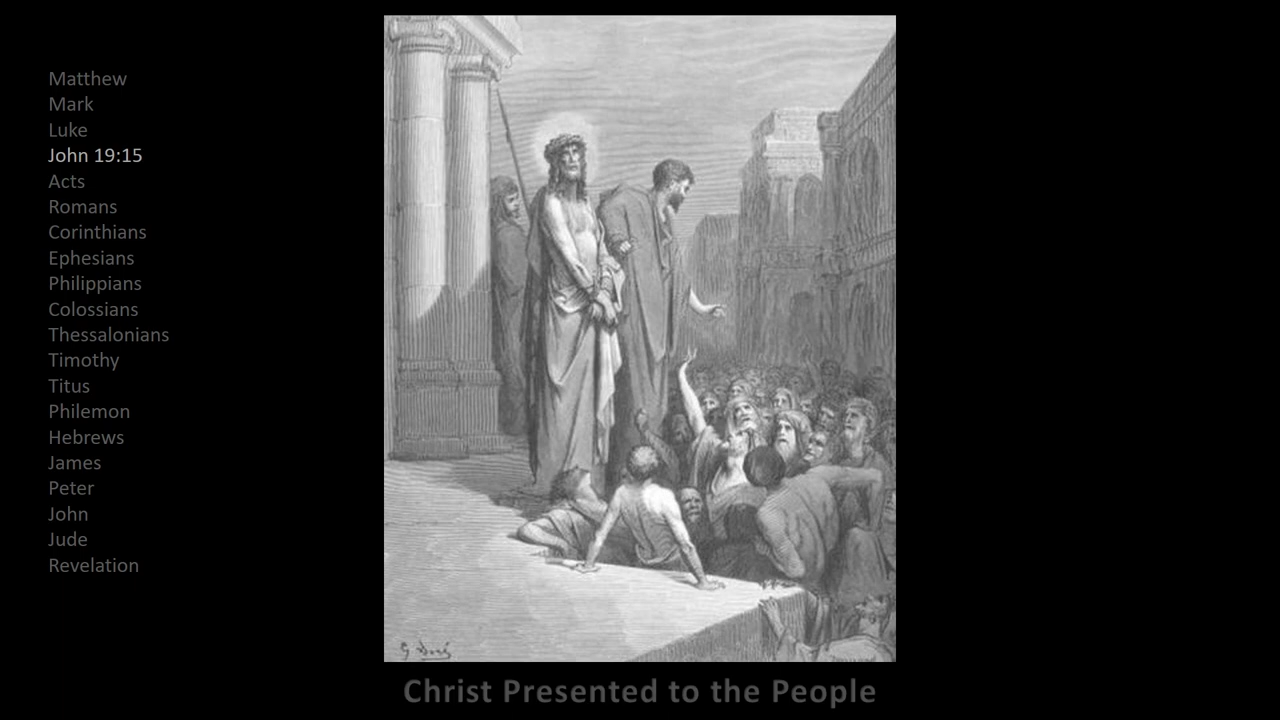 Matthew
Mark
Luke
John 19:15
Acts
Romans
Corinthians
Ephesians
Philippians
Colossians
Thessalonians
Timothy
Titus
Philemon
Hebrews
James
Peter
John
Jude
Revelation
G Doré
Christ Presented to the People